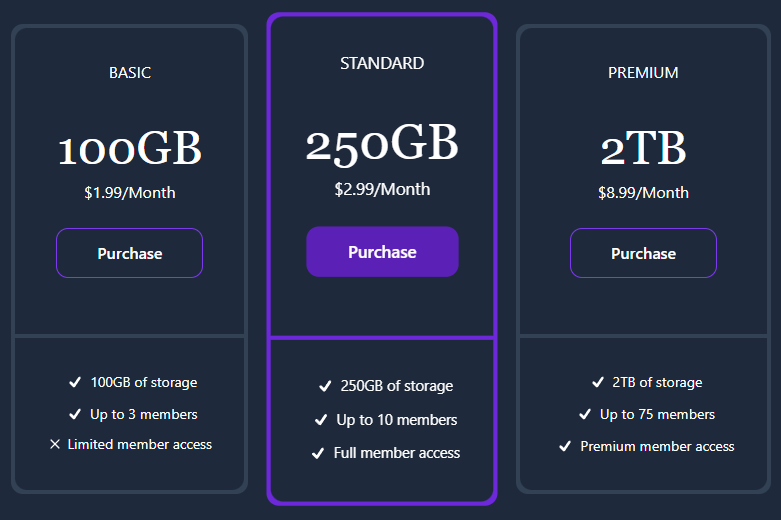 BASIC
100GB
$1.99/Month
Purchase
✔ 100GB of storage
✔ Up to 3 members
✕ Limited member access
STANDARD
250GB
$2.99/Month
Purchase
✔ 250GB of storage
✔ Up to 10 members
✔ Full member access
PREMIUM
2TB
$8.99/Month
Purchase
✔ 2TB of storage
✔ Up to 75 members
✔ Premium member access